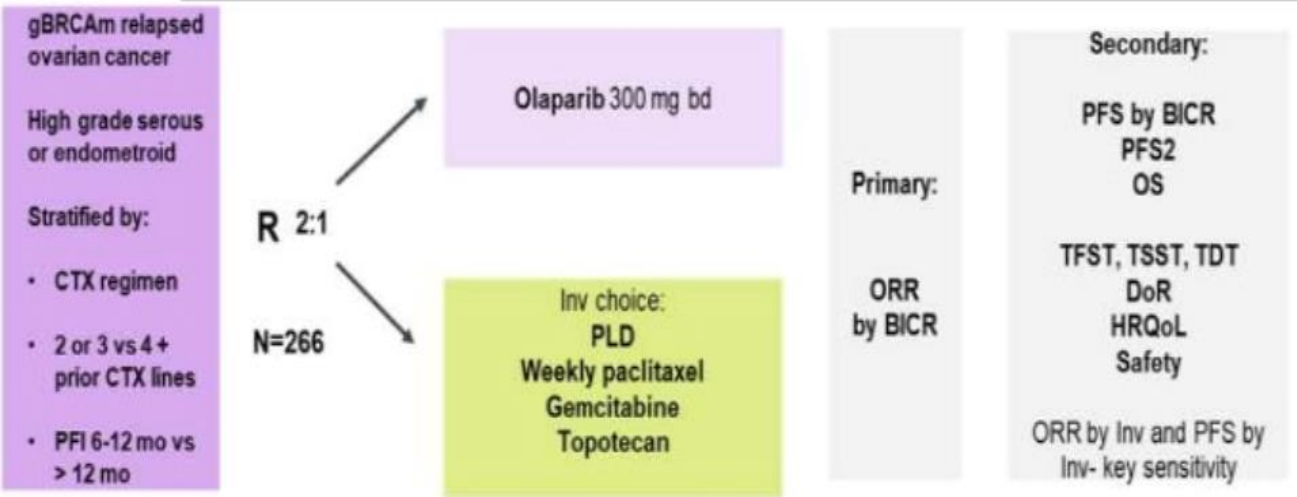 gBRCAm relapsed
ovarian cancer
High grade serous
or endometroid
Stratified by:
• CTX regimen
• 2 or 3 vs 4 +
prior CTX lines
• PFI 6-12 mo vs
> 12 mo
R 2:1
N=266
Olaparib 300 mg bd
Inv choice:
PLD
Weekly paclitaxel
Gemcitabine
Topotecan
Primary:
ORR
by BICR
Secondary:
PFS by BICR
PFS2
OS
TFST, TSST, TDT
DoR
HRQoL
Safety
ORR by Inv and PFS by
Inv- key sensitivity